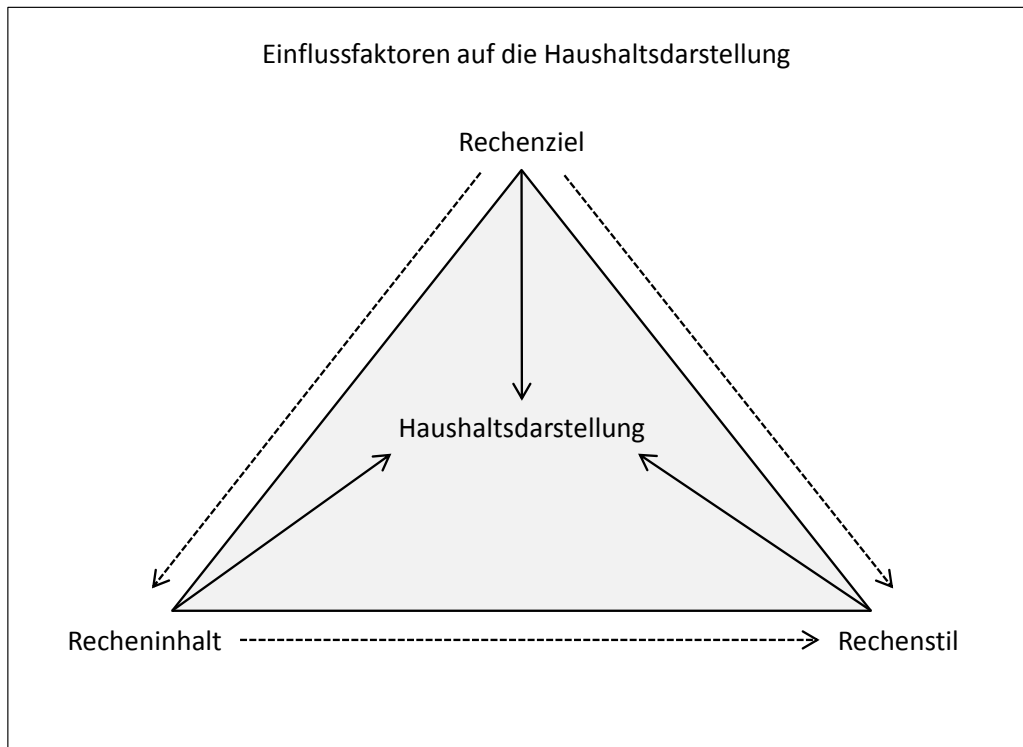 Einflussfaktoren auf die Haushaltsdarstellung
Rechenziel
Haushaltsdarstellung
Recheninhalt
Rechenstil